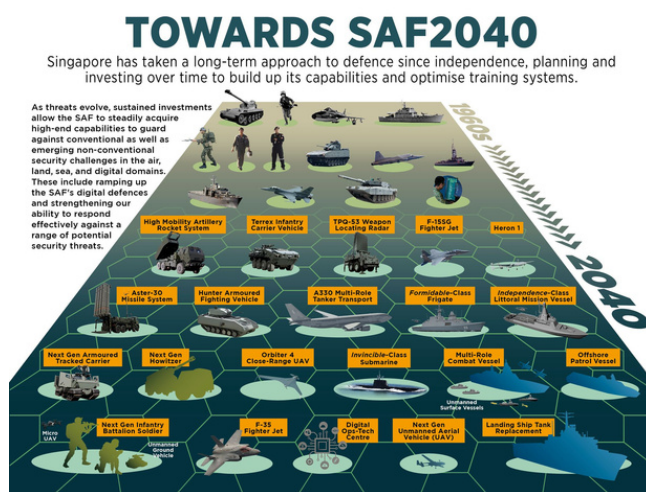 TOWARDS SAF2040
Singapore has taken a long-term approach to defence since independence, planning and
investing over time to build up its capabilities and optimise training systems.
As threats evolve, sustained investments
allow the SAF to steadily acquire
high-end capabilities to guard
against conventional as well as
emerging non-conventional
security challenges in the air,
land, sea, and digital domains.
These include ramping up
the SAF's digital defences
and strengthening our
ability to respond
effectively against a
range of potential
security threats.
1960s
2040
High Mobility Artillery
Rocket System
Terrex Infantry
Carrier Vehicle
TPQ-53 Weapon
Locating Radar
F-15SG
Fighter Jet
Heron 1
Aster-30
Missile System
Hunter Armoured
Fighting Vehicle
A330 Multi-Role
Tanker Transport
Formidable-Class
Frigate
Independence-Class
Littoral Mission Vessel
Next Gen Armoured
Tracked Carrier
Next Gen
Howitzer
Orbiter 4
Close-Range UAV
Invincible-Class
Submarine
Multi-Role
Combat Vessel
Unmanned
Surface Vessels
Offshore
Patrol Vessel
Micro
UAV
Next Gen Infantry
Battalion Soldier
Unmanned
Ground
Vehicle
F-35
Fighter Jet
Digital
Ops-Tech
Centre
Next Gen
Unmanned Aerial
Vehicle (UAV)
Landing Ship Tank
Replacement